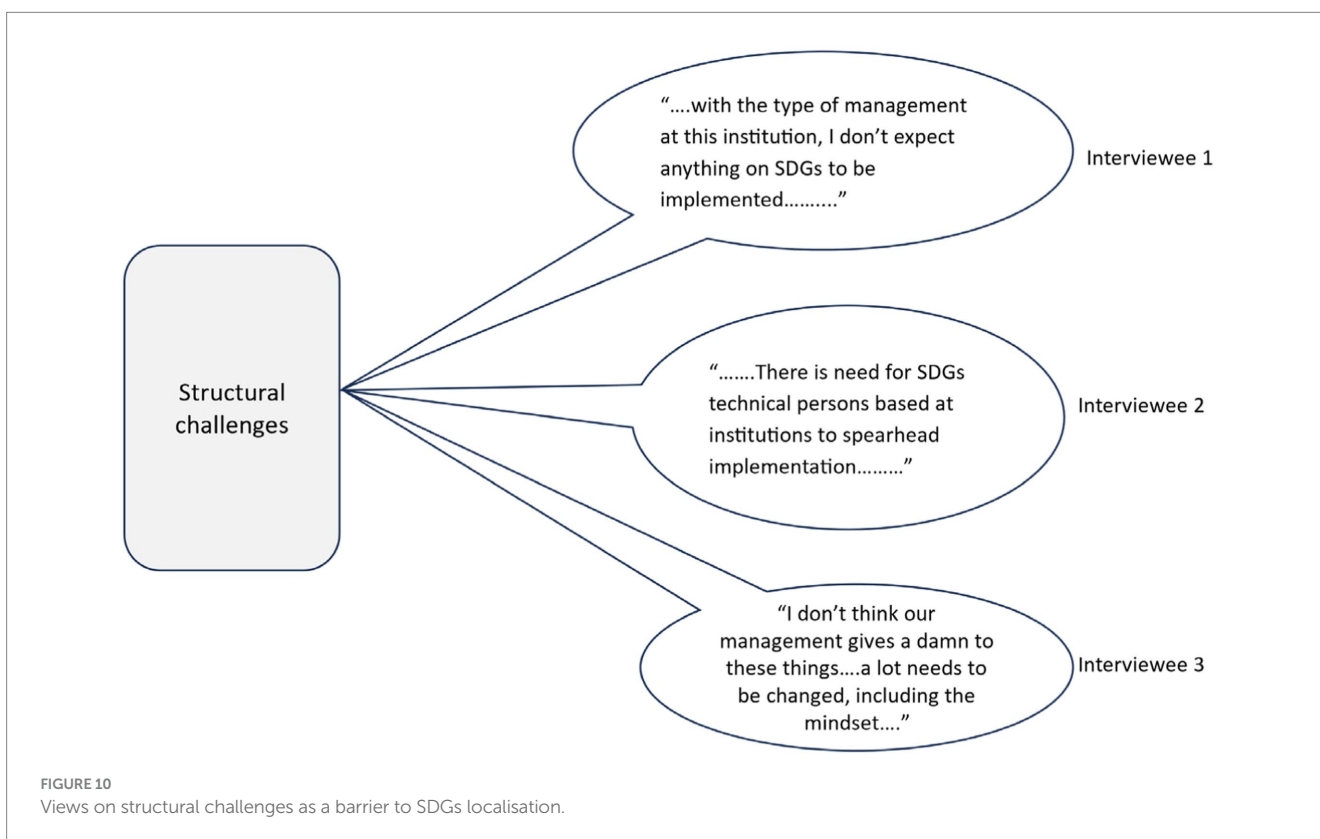 “....with the type of management
at this institution, I don’t expect
anything on SDGs to be
implemented..........”
Interviewee 1
Structural
challenges
“.......There is need for SDGs
technical persons based at
institutions to spearhead
implementation.........”
Interviewee 2
“I don’t think our
management gives a damn to
these things....a lot needs to
be changed, including the
mindset....”
Interviewee 3
FIGURE 10
Views on structural challenges as a barrier to SDGs localisation.